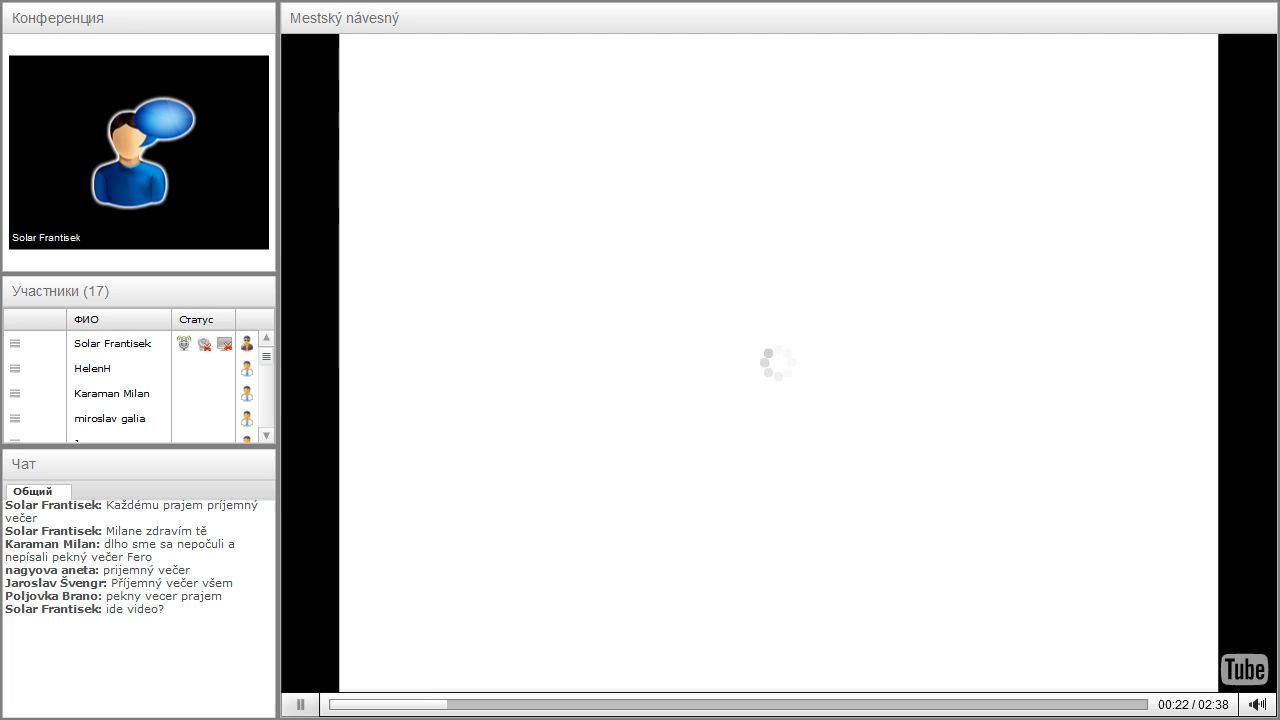 Конференция
Mestský návesný
Solar Frantisek
Участники (17)
ФИО Статус
Solar Frantisek
HelenH
Karaman Milan
miroslav galia
Чат
Общий
Solar Frantisek: Každému prajem príjemný
večer
Solar Frantisek: Milane zdravím tě
Karaman Milan: dlho sme sa nepočuli a
nepísali pekný večer Fero
nagyova aneta: prijemný večer
Jaroslav Švengr: Příjemný večer všem
Poljovka Brano: pekny vecer prajem
Solar Frantisek: ide video?
Tube
00:22 / 02:38